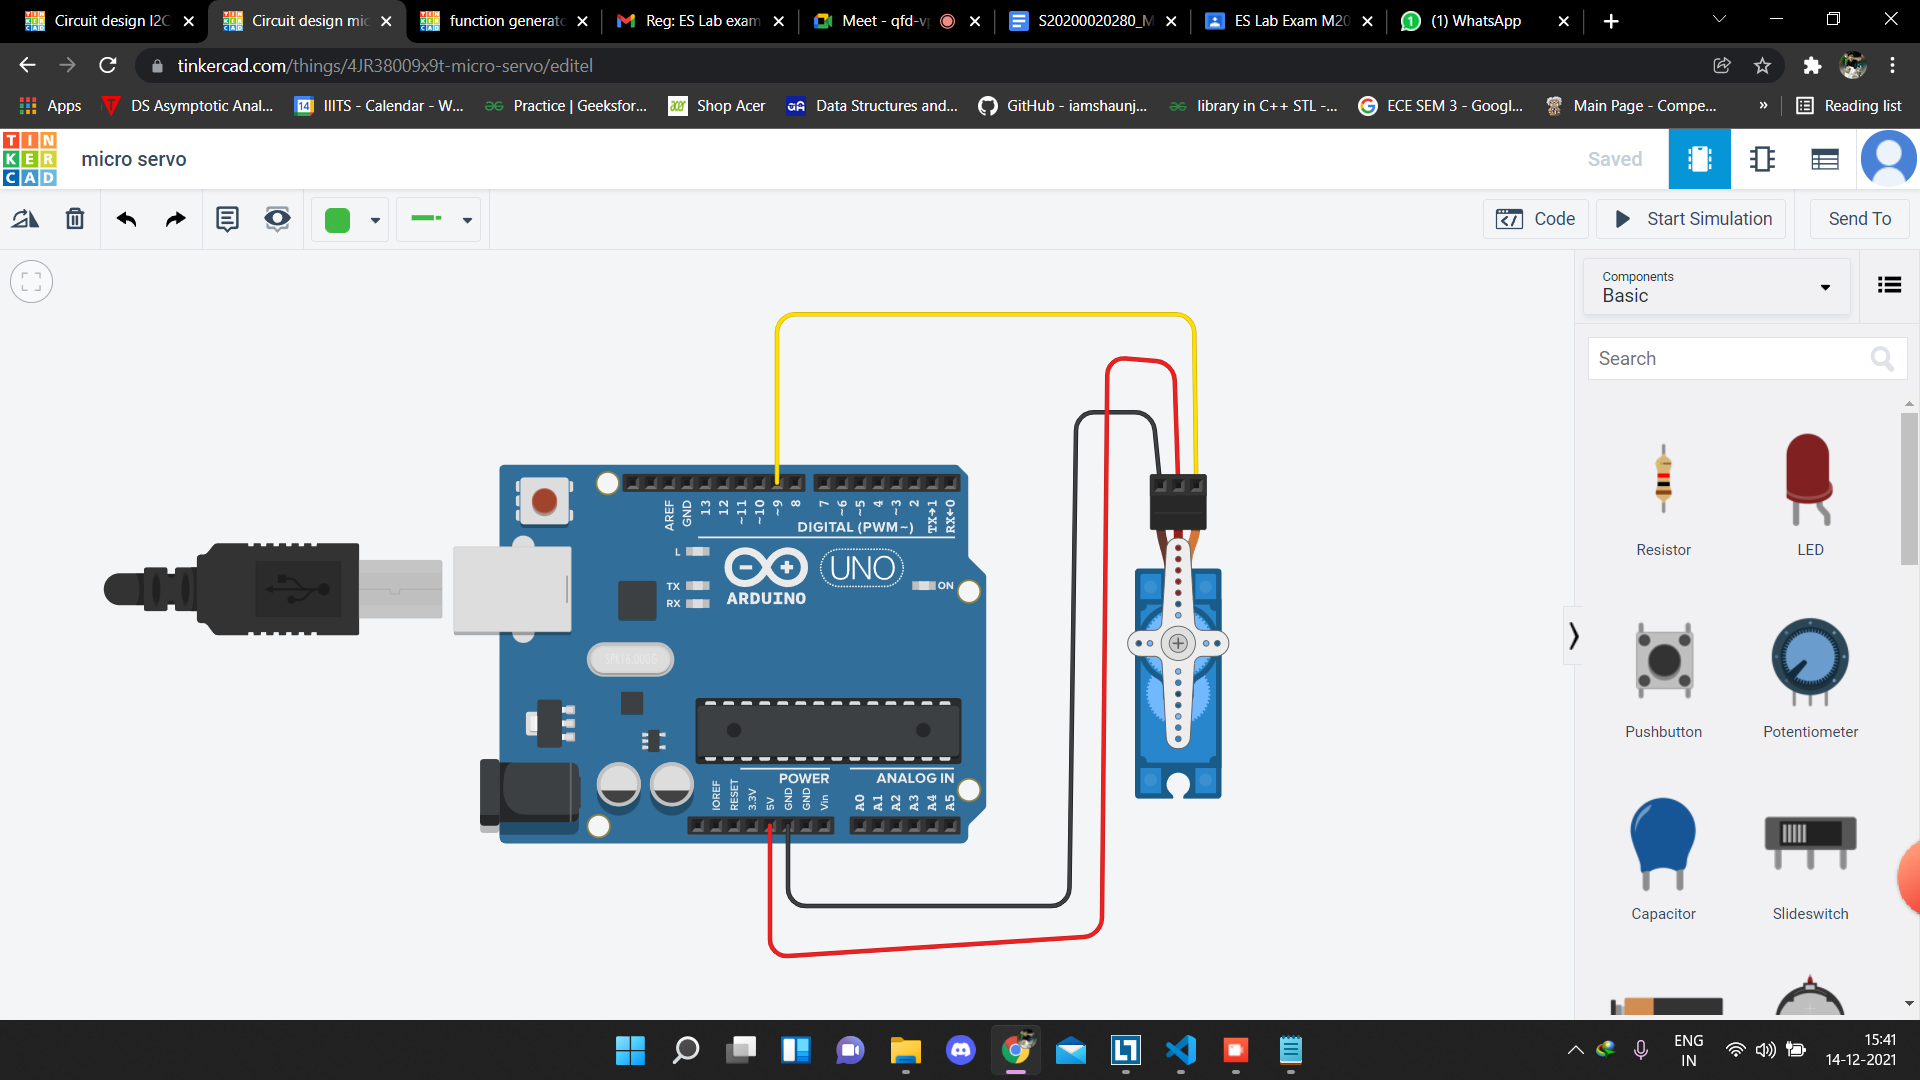 Circuit design I2C
Circuit design mic
function generato
Reg: ES Lab exam
Meet - qfd-vp
S20200020280_M
ES Lab Exam M20
(1) WhatsApp
tinkercad.com/things/4JR38009x9t-micro-servo/editel
Apps
DS Asymptotic Anal...
14
IIITS - Calendar - W...
Practice | Geeksfor...
acer
Shop Acer
GA
Data Structures and...
GitHub - iamshaunj...
library in C++ STL -...
ECE SEM 3 - Googl...
Main Page - Compe...
»
Reading list
TIN
KER
CAD
micro servo
Saved
Code
Start Simulation
Send To
Components
Basic
Search
Resistor
LED
Pushbutton
Potentiometer
Capacitor
Slideswitch
AREF
GND
13
12
~11
~10
~9
8
7
~6
~5
4
~3
2
TX→1
RX←0
DIGITAL (PWM~)
L
TX
RX
ARDUINO
UNO
ON
SPK16.000G
POWER
ANALOG IN
IOREF
RESET
3.3V
5V
GND
GND
Vin
A0
A1
A2
A3
A4
A5
ENG
IN
15:41
14-12-2021